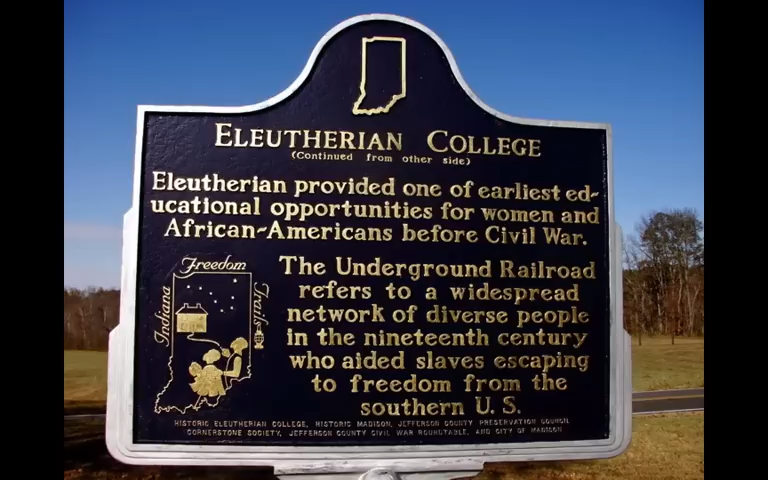 ELEUTHERIAN COLLEGE
(Continued from other side)
Eleutherian provided one of earliest ed-
ucational opportunities for women and
African-Americans before Civil War.
Indiana Freedom Trails
The Underground Railroad
refers to a widespread
network of diverse people
in the nineteenth century
who aided slaves escaping
to freedom from the
southern U. S.
HISTORIC ELEUTHERIAN COLLEGE, HISTORIC MADISON, JEFFERSON COUNTY PRESERVATION COUNCIL
CORNERSTONE SOCIETY, JEFFERSON COUNTY CIVIL WAR ROUNDTABLE, AND CITY OF MADISON